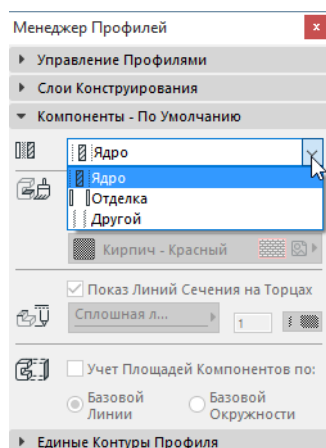 Менеджер Профилей
Управление Профилями
Слои Конструирования
Компоненты - По Умолчанию
Ядро
Ядро
Отделка
Другой
Кирпич - Красный
Показ Линий Сечения на Торцах
Сплошная л...
1
Учет Площадей Компонентов по:
Базовой Линии
Базовой Окружности
Единые Контуры Профиля